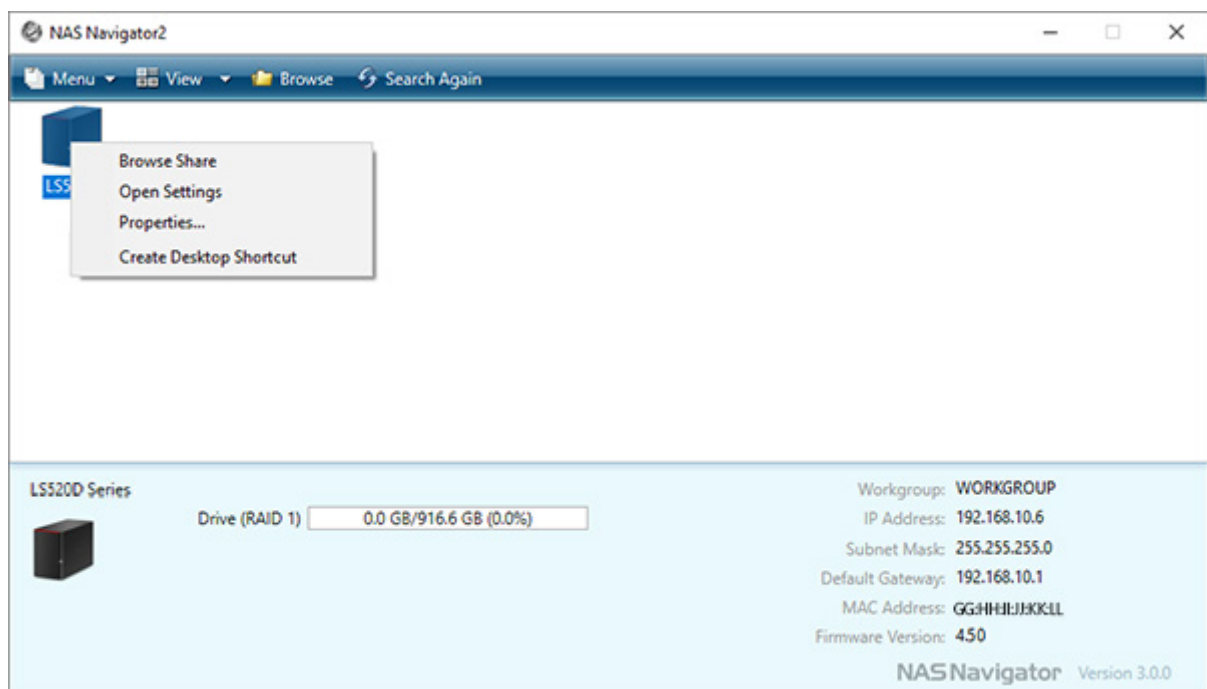 NAS Navigator2
Menu View Browse Search Again
LS5
Browse Share
Open Settings
Properties...
Create Desktop Shortcut
LS520D Series
Drive (RAID 1) 0.0 GB/916.6 GB (0.0%)
Workgroup: WORKGROUP
IP Address: 192.168.10.6
Subnet Mask: 255.255.255.0
Default Gateway: 192.168.10.1
MAC Address: GG:HH:II:JJ:KK:LL
Firmware Version: 4.50
NAS Navigator Version 3.0.0